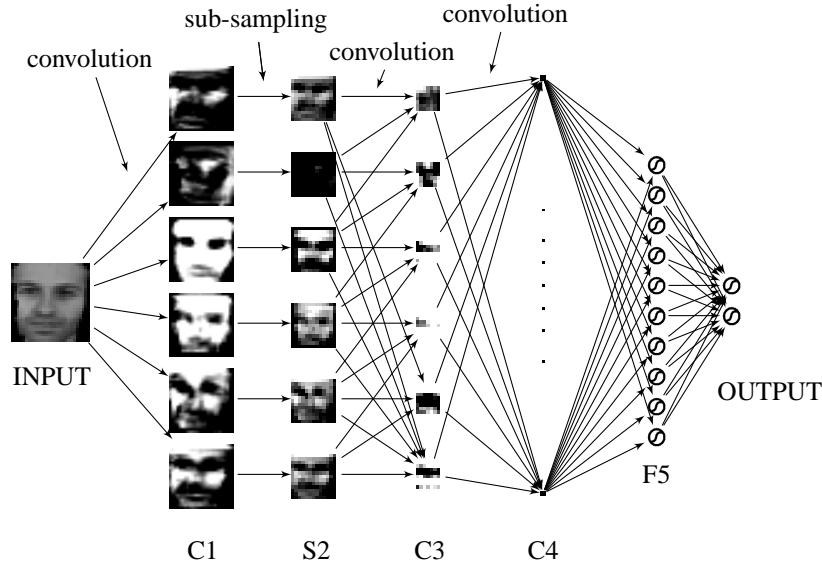 sub-sampling
convolution
convolution
convolution
INPUT
OUTPUT
F5
C1
S2
C3
C4